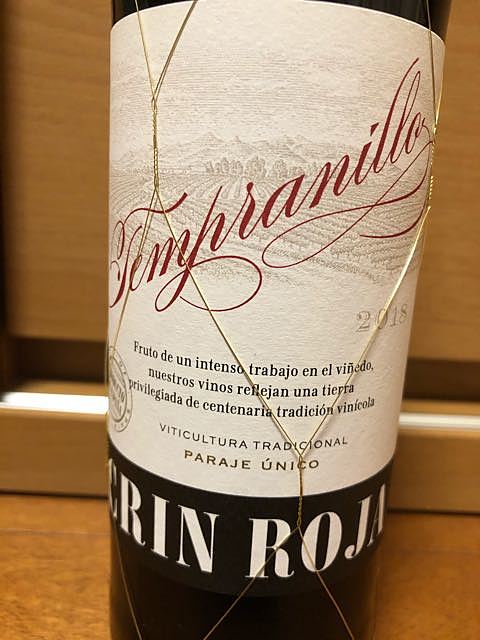 Tempranillo
2018
Fruto de un intenso trabajo en el viñedo,
nuestros vinos reflejan una tierra
privilegiada de centenaria tradición vinícola
VITICULTURA TRADICIONAL
PARAJE ÚNICO
CRIN ROJA